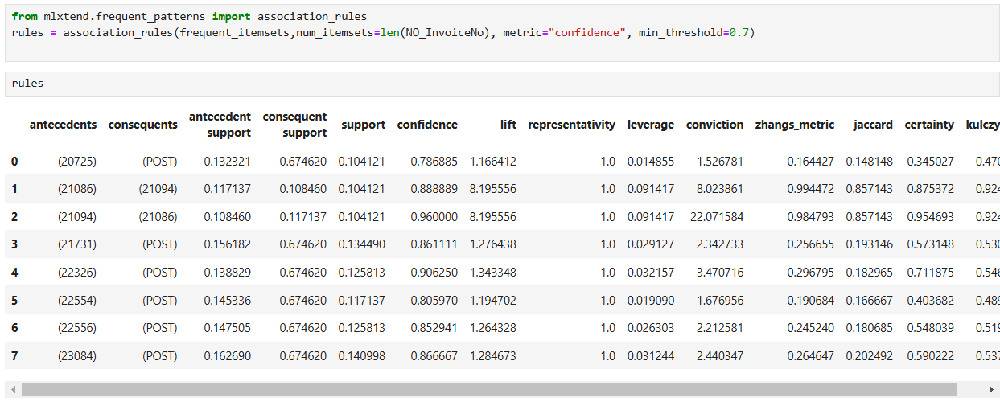 from mlxtend.frequent_patterns import association_rules
rules = association_rules(frequent_itemsets,num_itemsets=len(NO_InvoiceNo), metric="confidence", min_threshold=0.7)
rules
antecedents consequents antecedent support consequent support support confidence lift representativity leverage conviction zhangs_metric jaccard certainty kulczy
0 (20725) (POST) 0.132321 0.674620 0.104121 0.786885 1.166412 1.0 0.014855 1.526781 0.164427 0.148148 0.345027 0.470
1 (21086) (21094) 0.117137 0.108460 0.104121 0.888889 8.195556 1.0 0.091417 8.023861 0.994472 0.857143 0.875372 0.924
2 (21094) (21086) 0.108460 0.117137 0.104121 0.960000 8.195556 1.0 0.091417 22.071584 0.984793 0.857143 0.954693 0.924
3 (21731) (POST) 0.156182 0.674620 0.134490 0.861111 1.276438 1.0 0.029127 2.342733 0.256655 0.193146 0.573148 0.530
4 (22326) (POST) 0.138829 0.674620 0.125813 0.906250 1.343348 1.0 0.032157 3.470716 0.296795 0.182965 0.711875 0.546
5 (22554) (POST) 0.145336 0.674620 0.117137 0.805970 1.194702 1.0 0.019090 1.676956 0.190684 0.166667 0.403682 0.489
6 (22556) (POST) 0.147505 0.674620 0.125813 0.852941 1.264328 1.0 0.026303 2.212581 0.245240 0.180685 0.548039 0.519
7 (23084) (POST) 0.162690 0.674620 0.140998 0.866667 1.284673 1.0 0.031244 2.440347 0.264647 0.202492 0.590222 0.537